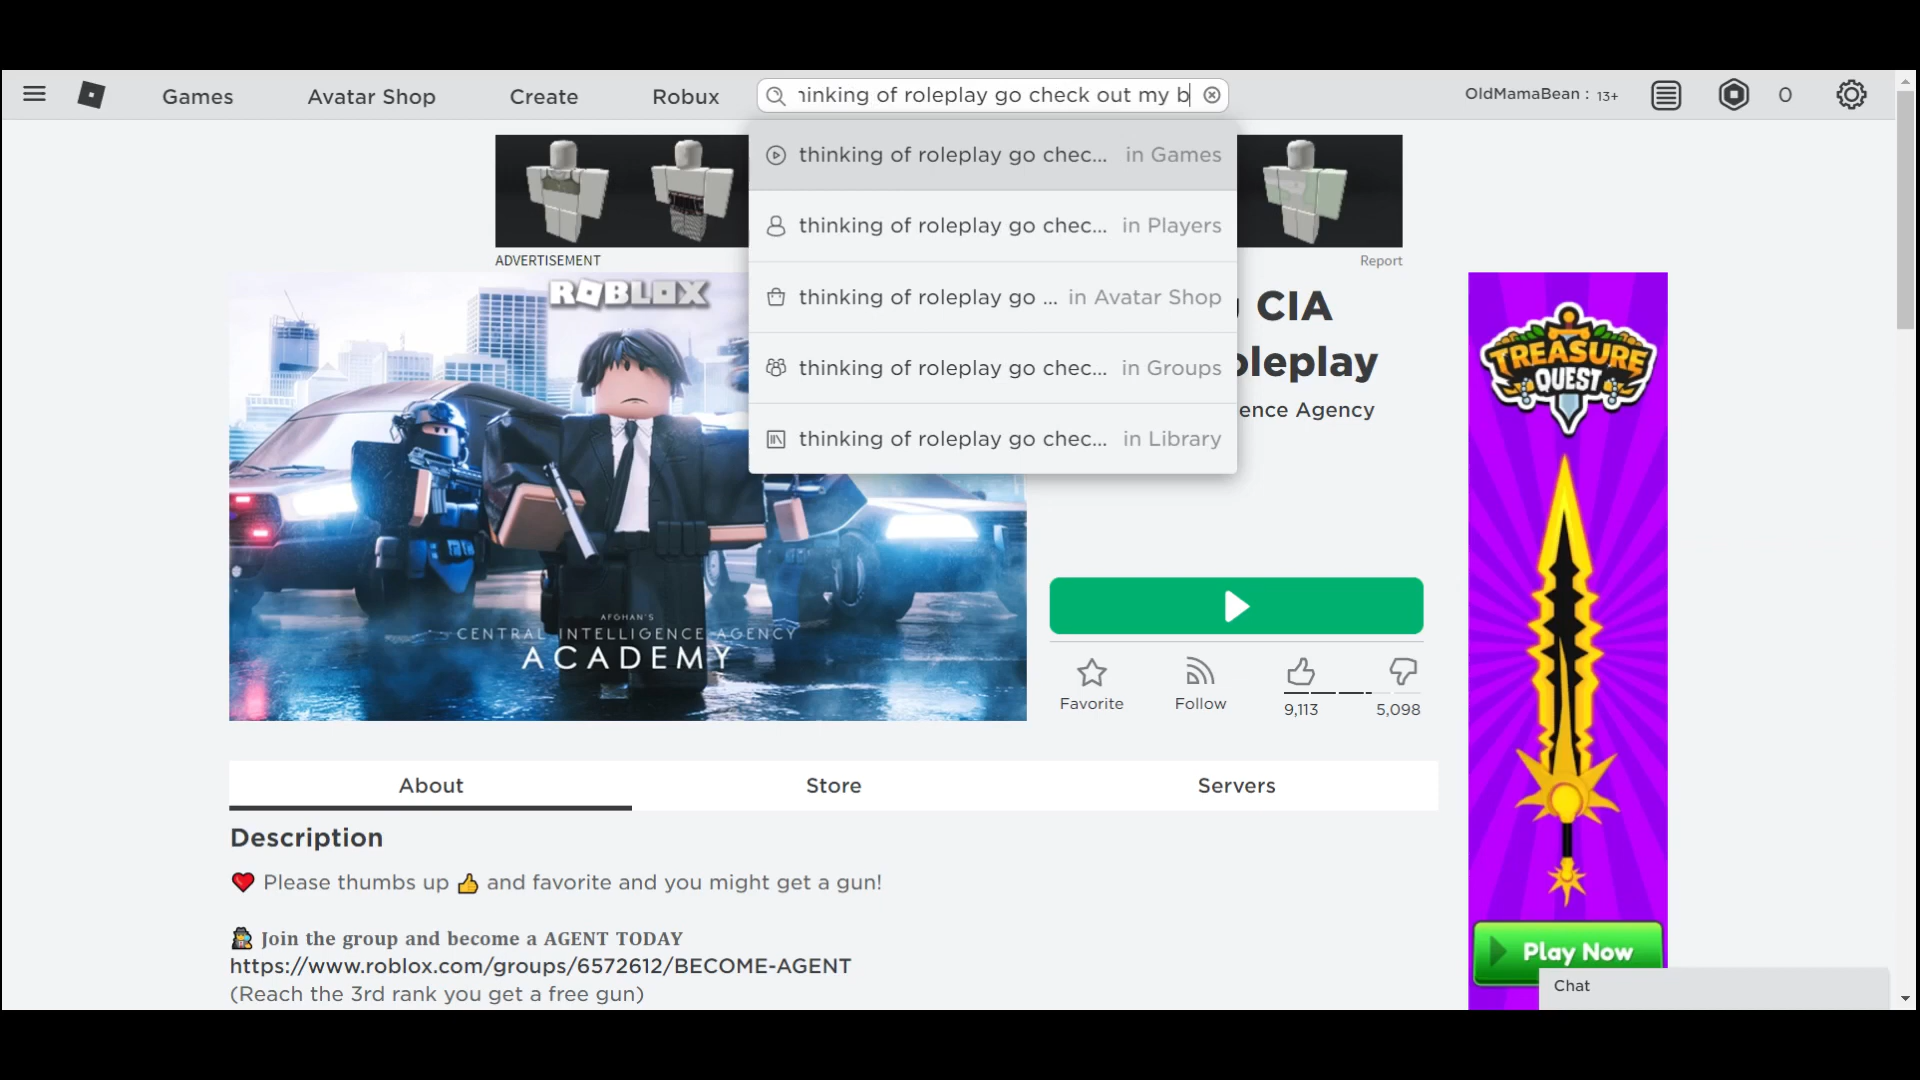 Games
Avatar Shop
Create
Robux
hinking of roleplay go check out my b
OldMamaBean : 13+
0
thinking of roleplay go chec... in Games
thinking of roleplay go chec... in Players
thinking of roleplay go ... in Avatar Shop
thinking of roleplay go chec... in Groups
thinking of roleplay go chec... in Library
ADVERTISEMENT
Report
ROBLOX
AFGHAN'S
CENTRAL INTELLIGENCE AGENCY
ACADEMY
CIA
oleplay
ence Agency
Favorite
Follow
9,113
5,098
TREASURE
QUEST
Play Now
About
Store
Servers
Description
❤️ Please thumbs up 👍 and favorite and you might get a gun!
🕵️ Join the group and become a AGENT TODAY
https://www.roblox.com/groups/6572612/BECOME-AGENT
(Reach the 3rd rank you get a free gun)
Chat